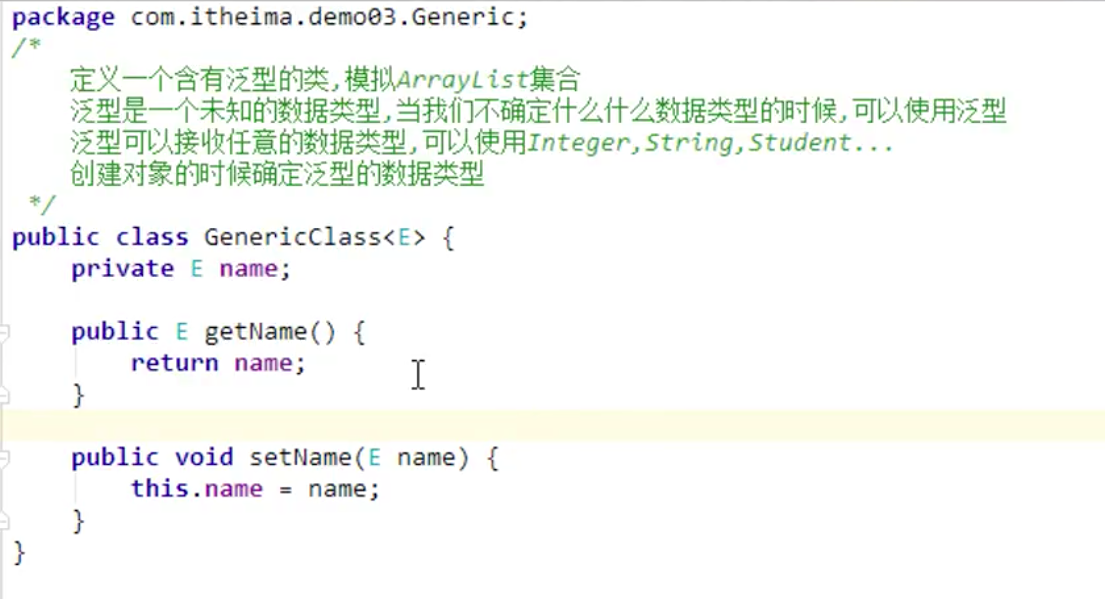 package com.itheima.demo03.Generic;
/*
    定义一个含有泛型的类,模拟ArrayList集合
    泛型是一个未知的数据类型,当我们不确定什么什么数据类型的时候,可以使用泛型
    泛型可以接收任意的数据类型,可以使用Integer,String,Student...
    创建对象的时候确定泛型的数据类型
 */
public class GenericClass<E> {
    private E name;

    public E getName() {
        return name;
    }

    public void setName(E name) {
        this.name = name;
    }
}